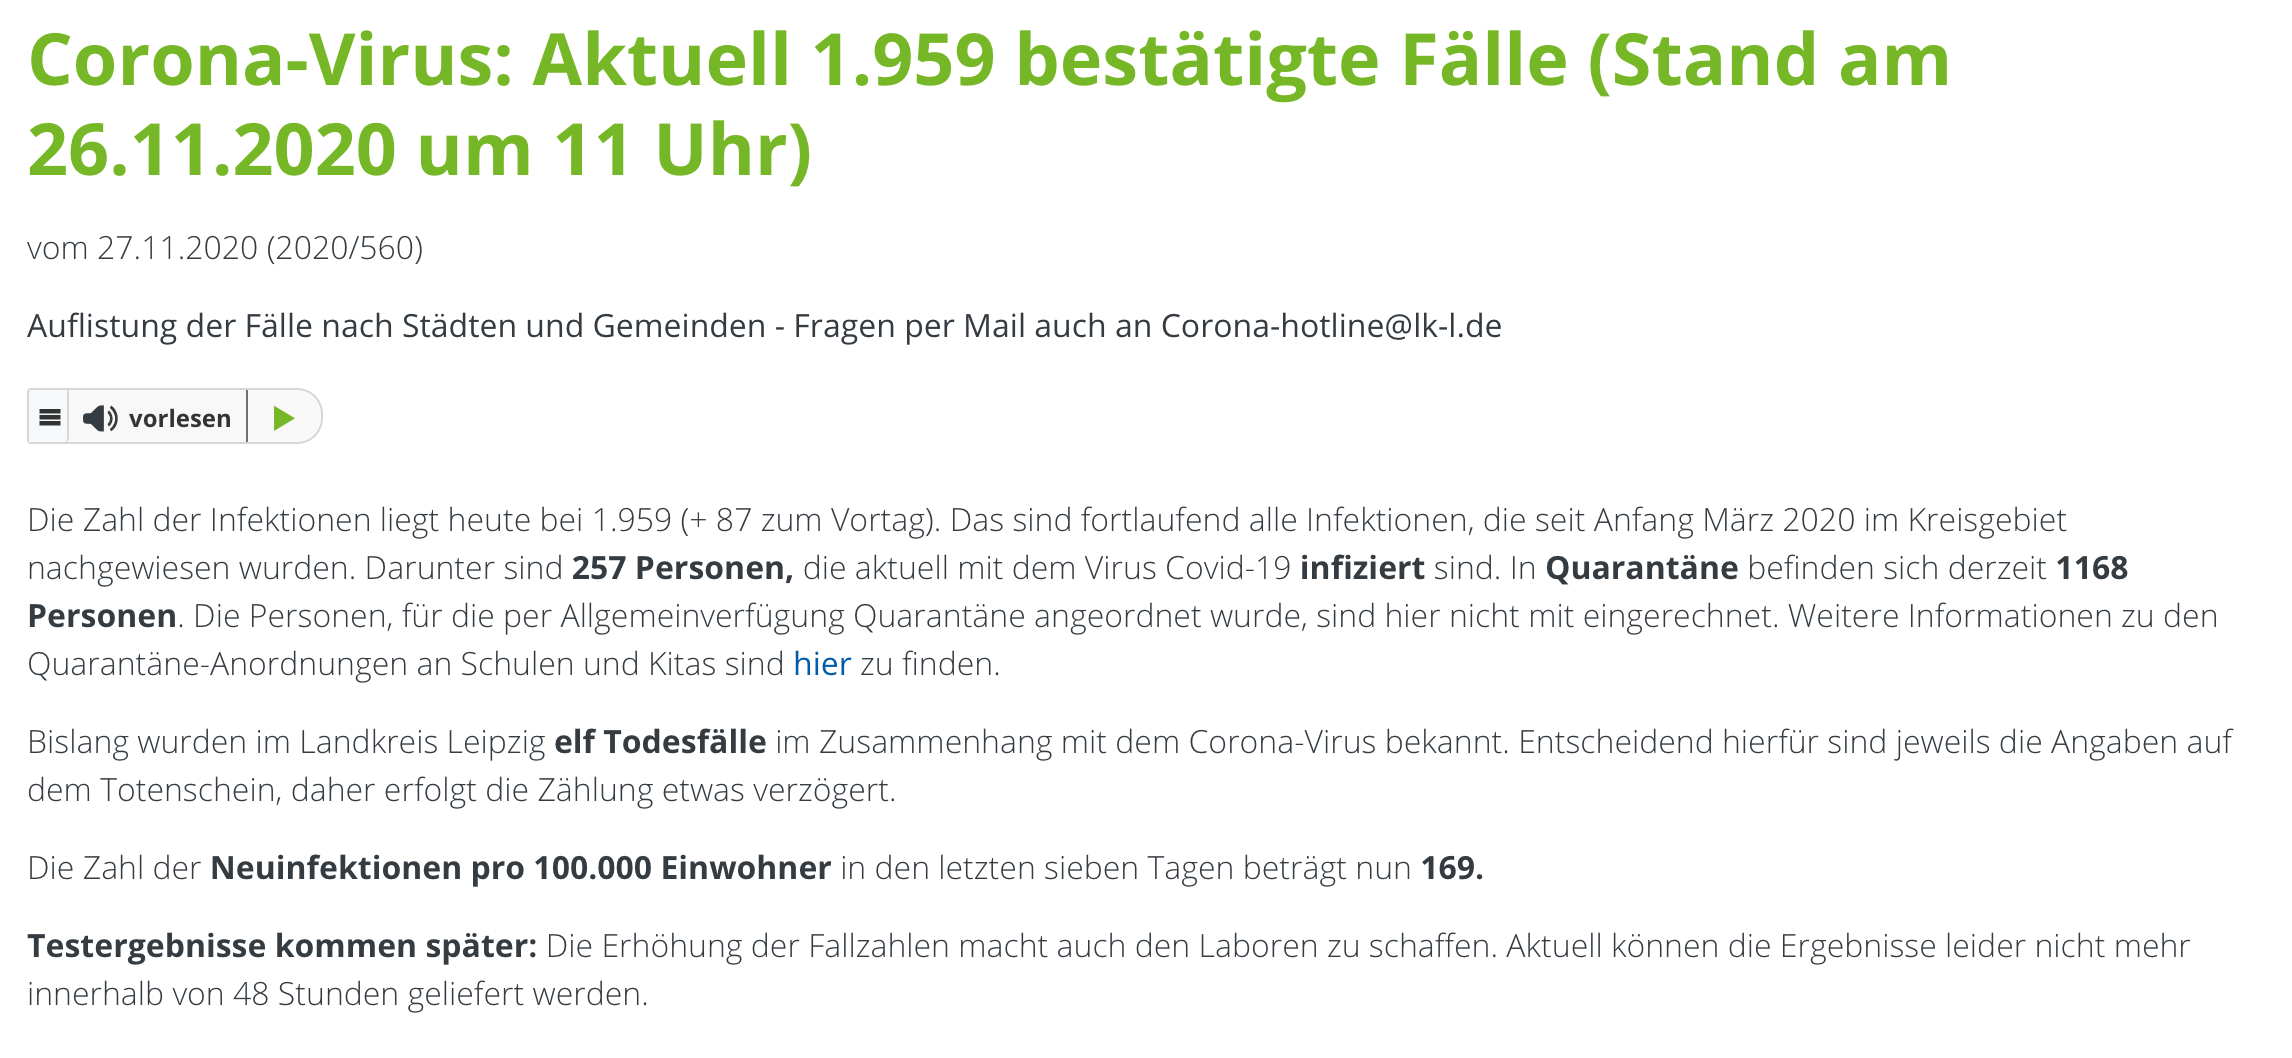 Corona-Virus: Aktuell 1.959 bestätigte Fälle (Stand am
26.11.2020 um 11 Uhr)
vom 27.11.2020 (2020/560)
Auflistung der Fälle nach Städten und Gemeinden - Fragen per Mail auch an Corona-hotline@lk-l.de
vorlesen
Die Zahl der Infektionen liegt heute bei 1.959 (+ 87 zum Vortag). Das sind fortlaufend alle Infektionen, die seit Anfang März 2020 im Kreisgebiet
nachgewiesen wurden. Darunter sind 257 Personen, die aktuell mit dem Virus Covid-19 infiziert sind. In Quarantäne befinden sich derzeit 1168
Personen. Die Personen, für die per Allgemeinverfügung Quarantäne angeordnet wurde, sind hier nicht mit eingerechnet. Weitere Informationen zu den
Quarantäne-Anordnungen an Schulen und Kitas sind hier zu finden.
Bislang wurden im Landkreis Leipzig elf Todesfälle im Zusammenhang mit dem Corona-Virus bekannt. Entscheidend hierfür sind jeweils die Angaben auf
dem Totenschein, daher erfolgt die Zählung etwas verzögert.
Die Zahl der Neuinfektionen pro 100.000 Einwohner in den letzten sieben Tagen beträgt nun 169.
Testergebnisse kommen später: Die Erhöhung der Fallzahlen macht auch den Laboren zu schaffen. Aktuell können die Ergebnisse leider nicht mehr
innerhalb von 48 Stunden geliefert werden.